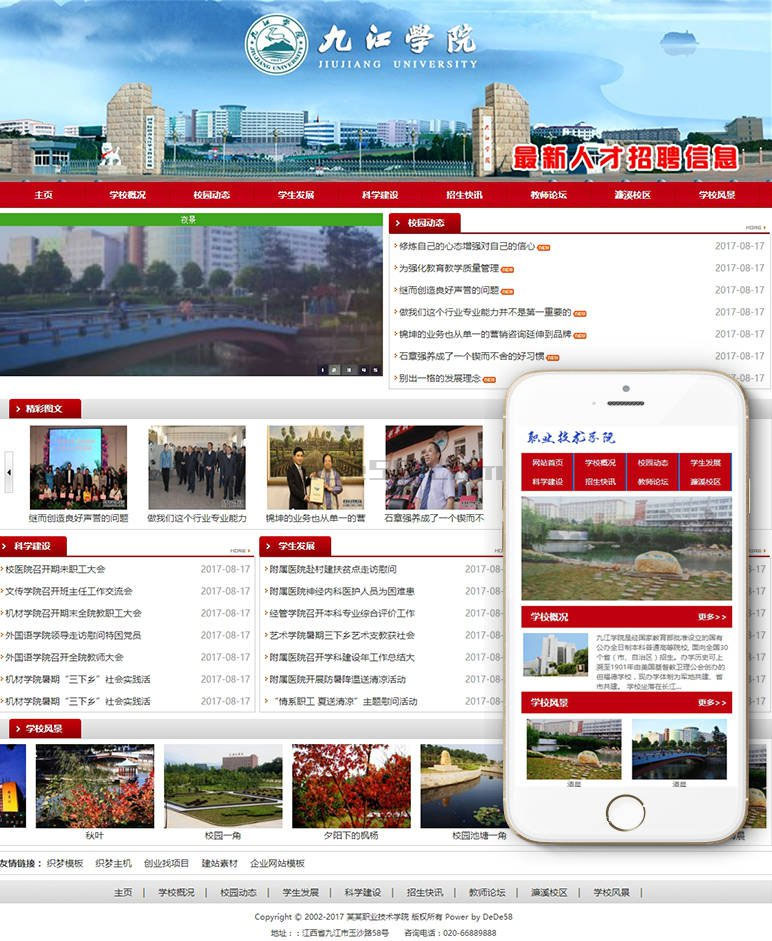 九江学院
JIUJIANG UNIVERSITY
最新人才招聘信息
主页 学校概况 校园动态 学生发展 科学建设 招生快讯 教师论坛 濂溪校区 学校风景
夜景
1 2 3 4 5
校园动态
HOME
修炼自己的心态增强对自己的信心 NEW 2017-08-17
为强化教育教学质量管理 NEW 2017-08-17
继而创造良好声誉的问题 NEW 2017-08-17
做我们这个行业专业能力并不是第一重要的 NEW 2017-08-17
锦坤的业务也从单一的营销咨询延伸到品牌 NEW 2017-08-17
石章强养成了一个锲而不舍的好习惯 NEW 2017-08-17
别出一格的发展理念 NEW
精彩图文
继而创造良好声誉的问题 做我们这个行业专业能力 锦坤的业务也从单一的营 石章强养成了一个锲而不
科学建设
HOME
校医院召开期末职工大会 2017-08-17
文传学院召开班主任工作交流会 2017-08-17
机材学院召开期末全院教职工大会 2017-08-17
外国语学院领导走访慰问特困党员 2017-08-17
外国语学院召开全院教师大会 2017-08-17
机材学院暑期“三下乡”社会实践活 2017-08-17
机材学院暑期“三下乡”社会实践活 2017-08-17
学生发展
附属医院赴村建扶贫点走访慰问 2017-08-
附属医院神经内科医护人员为困难患 2017-08-
经管学院召开本科专业综合评价工作 2017-08-
艺术学院暑期三下乡艺术支教获社会 2017-08-
附属医院召开学科建设年工作总结大 2017-08-
附属医院开展防暑降温送清凉活动 2017-08-
“情系职工 夏送清凉”主题慰问活动 2017-08-
学校风景
秋叶 校园一角 夕阳下的枫杨 校园池塘一角
职业技术学院
网站首页 学校概况 校园动态 学生发展
科学建设 招生快讯 教师论坛 濂溪校区
学校概况 更多>>
九江学院是经国家教育部批准设立的国有
公办全日制本科普通高等院校, 面向全国30
个省（市、自治区）招生。办学历史可上
溯至1901年由美国基督教卫理公会创办的
但福德学校，现办学体制为军地共建、省
市共建。 学校坐落在长江...
学校风景 更多>>
友情链接： 织梦模板 织梦主机 创业找项目 建站素材 企业网站模板
主页 | 学校概况 | 校园动态 | 学生发展 | 科学建设 | 招生快讯 | 教师论坛 | 濂溪校区 | 学校风景 |
Copyright © 2002-2017 某某职业技术学院 版权所有 Power by DeDe58
地址：：江西省九江市玉沙路58号 咨询电话：020-66889888